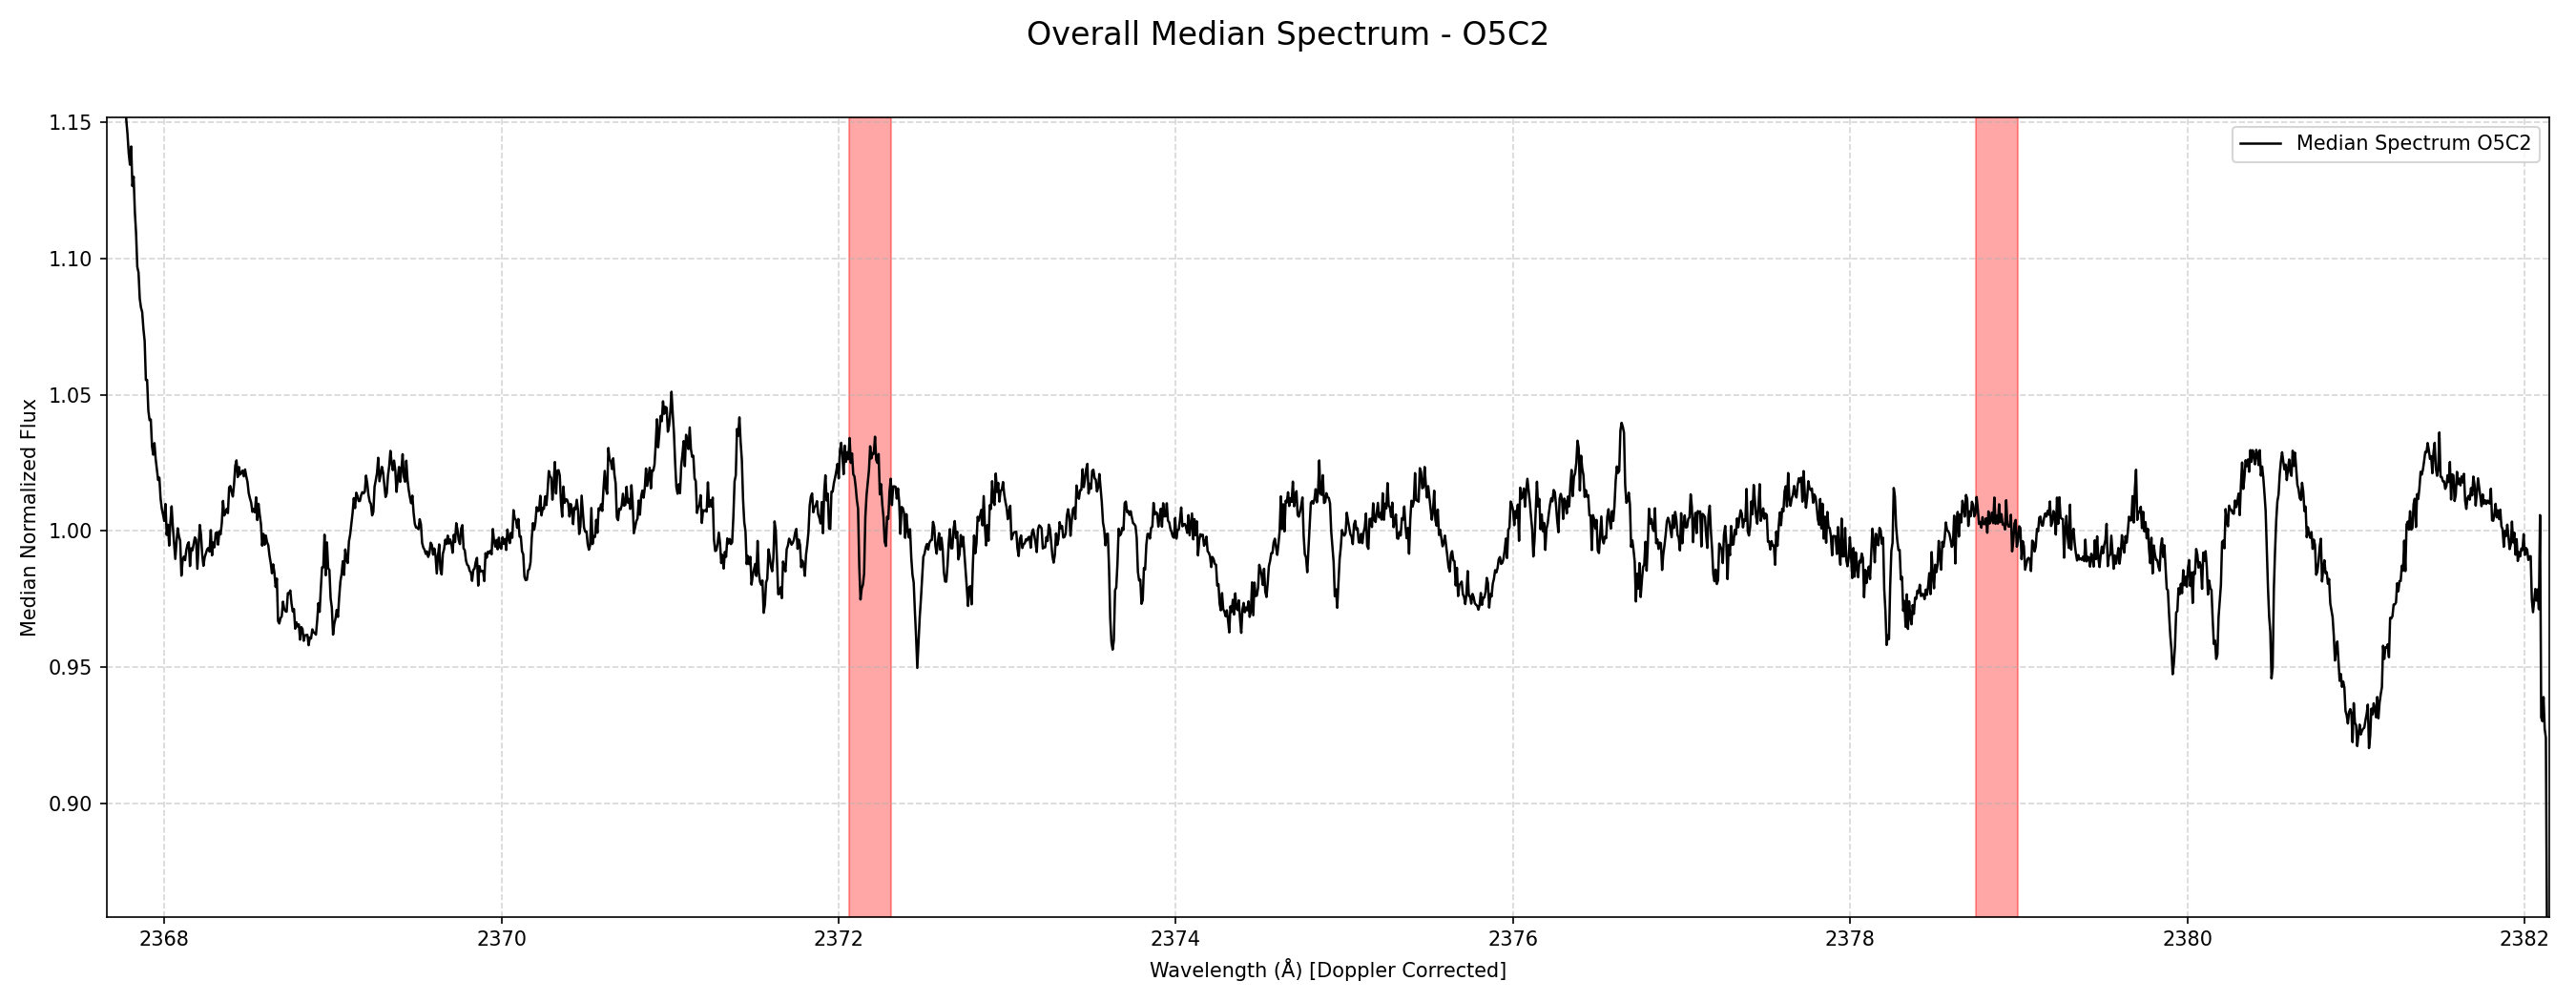 Overall Median Spectrum - O5C2
Median Spectrum O5C2
Median Normalized Flux
1.15
1.10
1.05
1.00
0.95
0.90
2368 2370 2372 2374 2376 2378 2380 2382
Wavelength (Å) [Doppler Corrected]